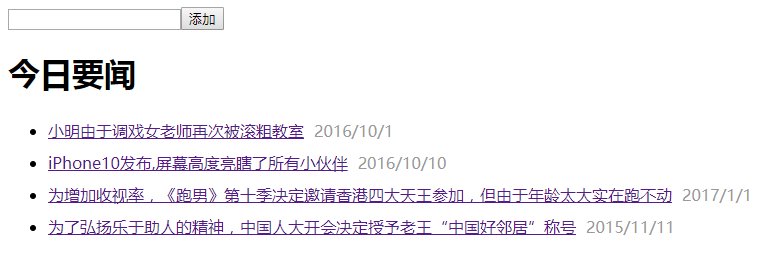 添加
今日要闻
小明由于调戏女老师再次被滚粗教室 2016/10/1
iPhone10发布,屏幕高度亮瞎了所有小伙伴 2016/10/10
为增加收视率，《跑男》第十季决定邀请香港四大天王参加，但由于年龄太大实在跑不动 2017/1/1
为了弘扬乐于助人的精神，中国人大开会决定授予老王“中国好邻居”称号 2015/11/11